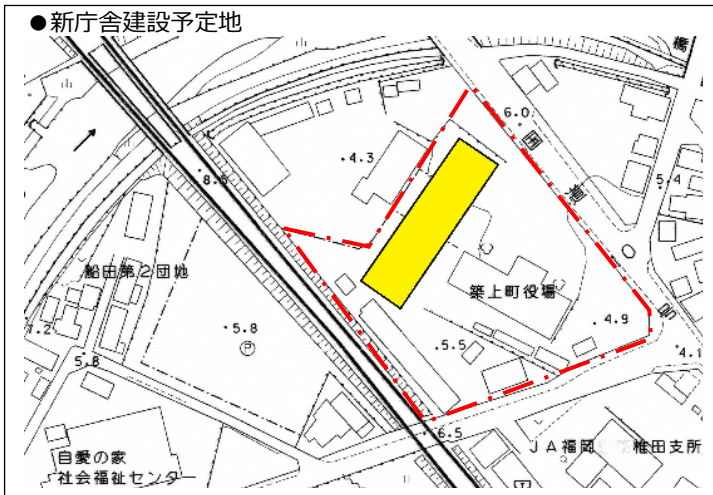 ●新庁舎建設予定地
6.0
国
道
橋
4.3
5.4
8.6
船田第2団地
築上町役場
号
1.2
5.8
5.8
P
5.5
4.9
4.1
6.5
自愛の家
社会福祉センター
JA福岡 椎田支所